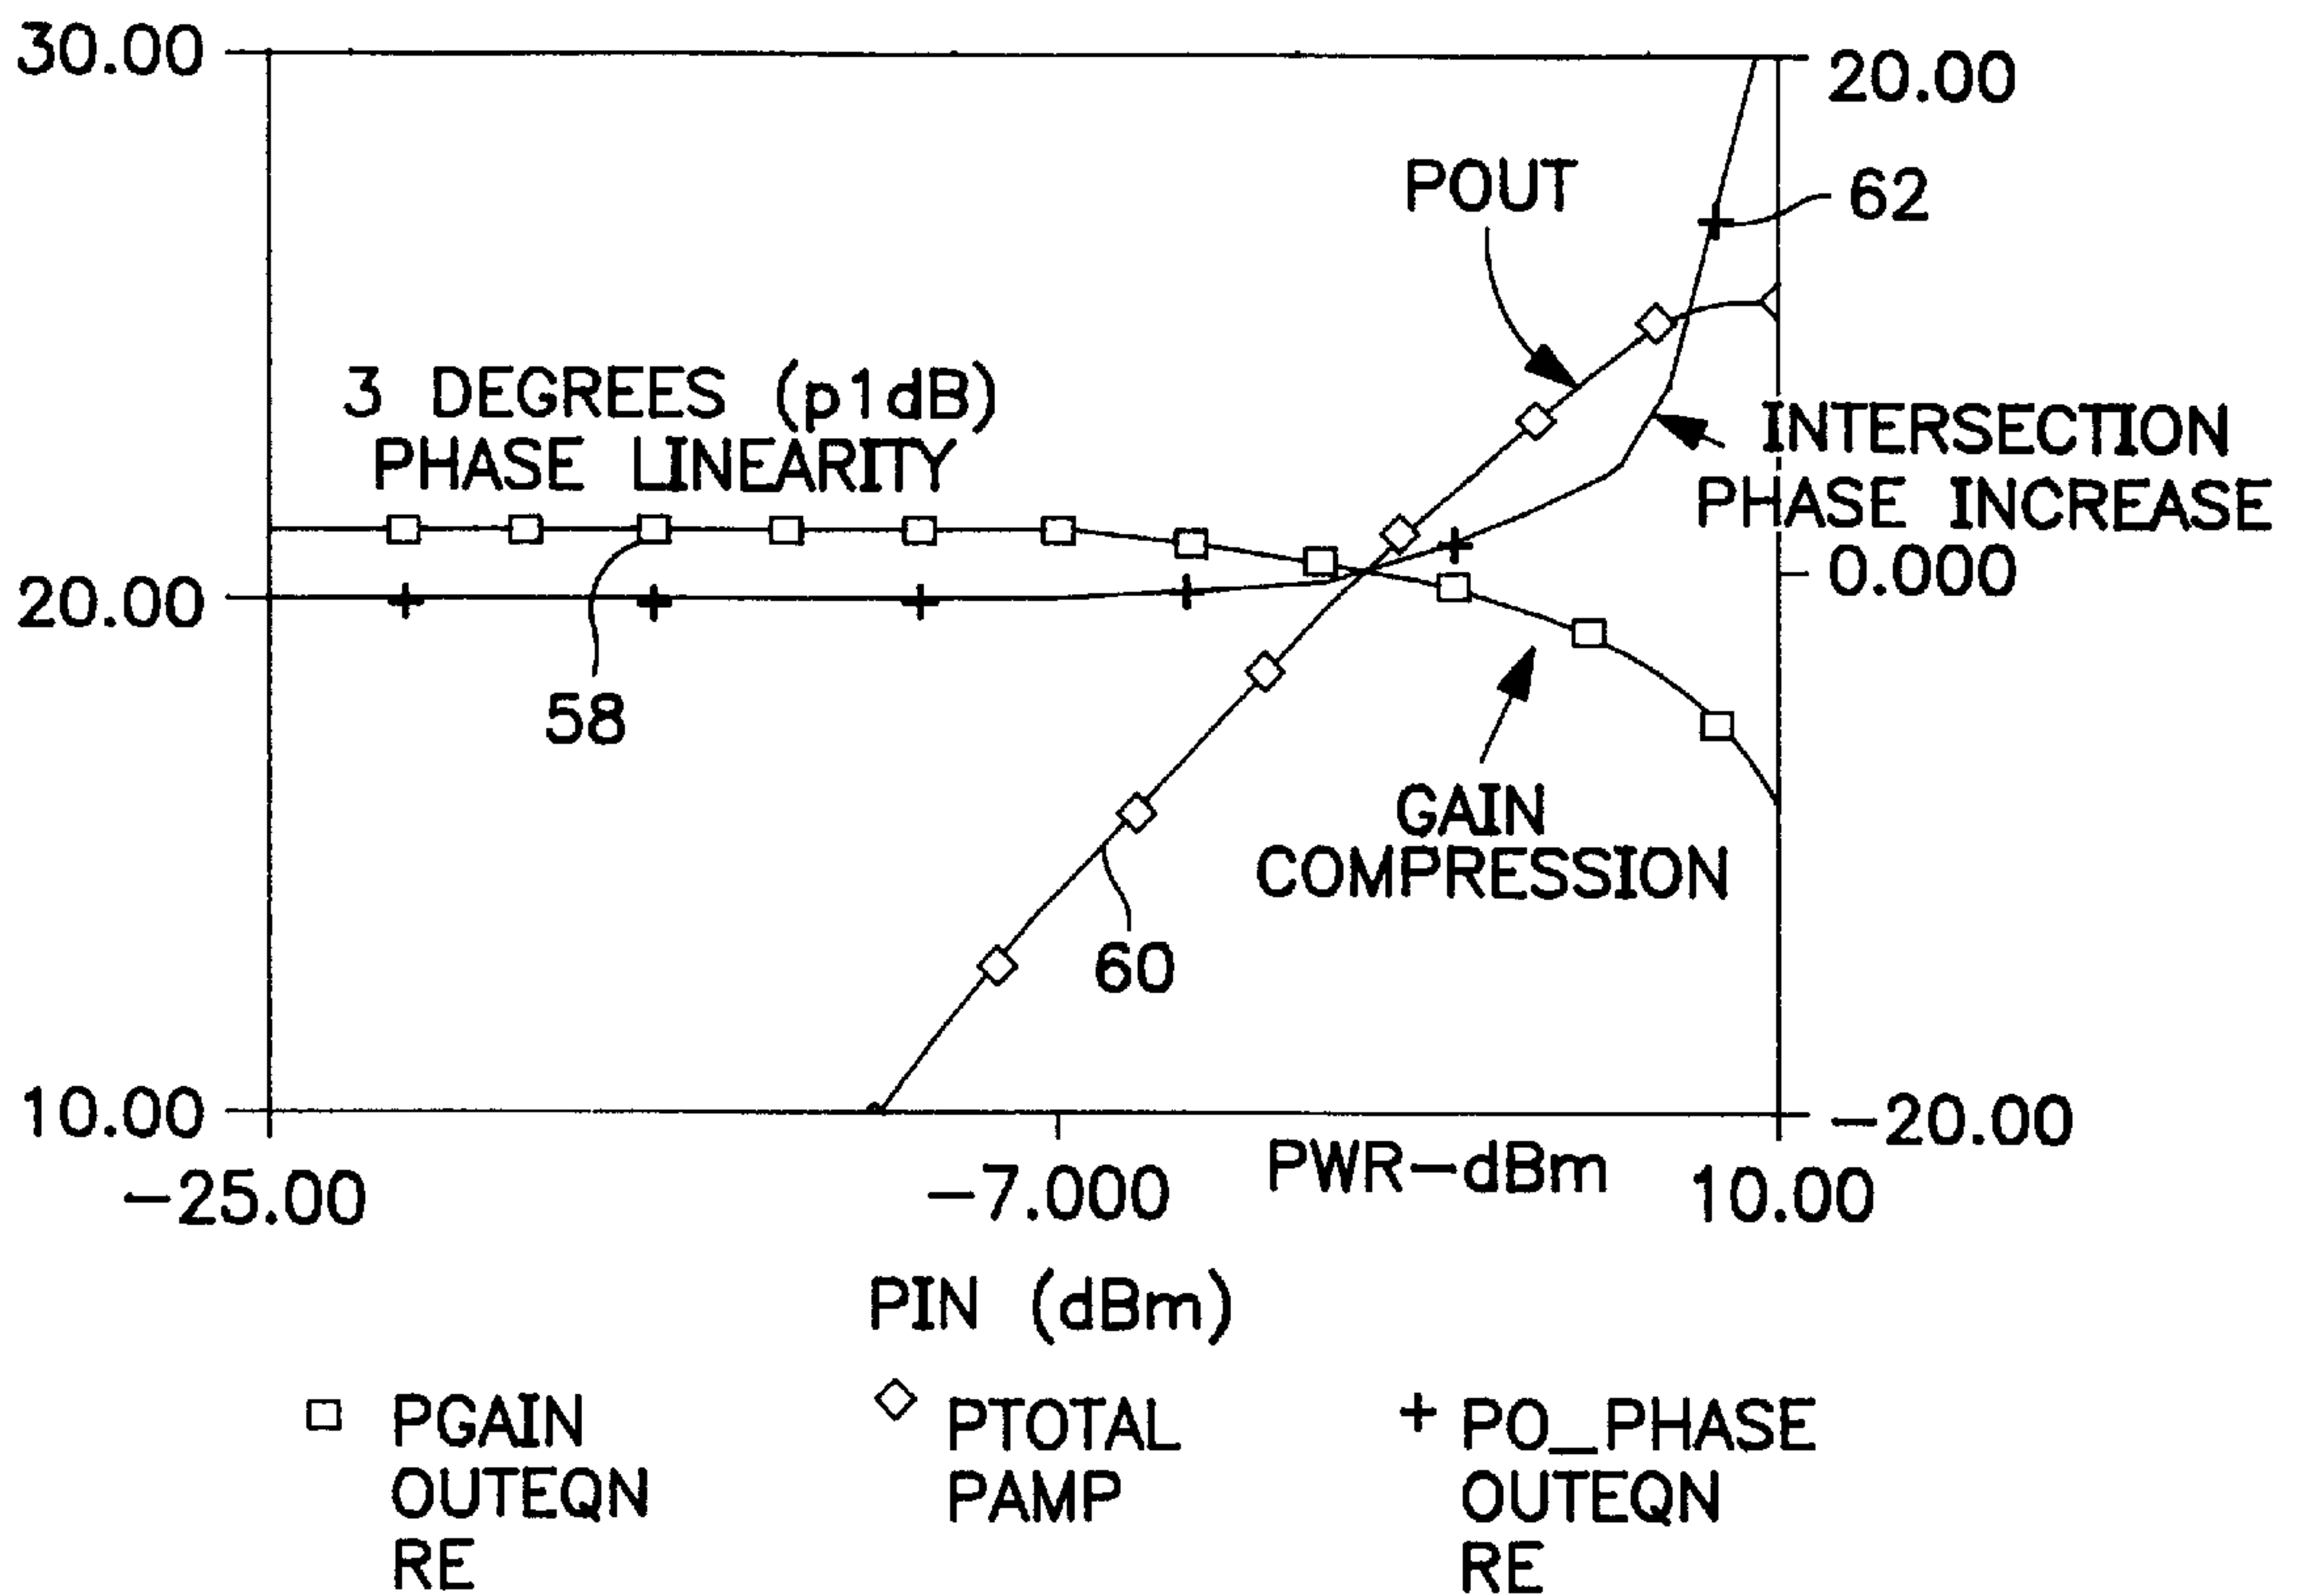 30.00
20.00
POUT
62
3 DEGREES (p1dB)
PHASE LINEARITY
INTERSECTION
PHASE INCREASE
20.00
0.000
58
GAIN
COMPRESSION
60
10.00
-20.00
-25.00
-7.000
PWR-dBm
10.00
PIN (dBm)
PGAIN
OUTEQN
RE
PTOTAL
PAMP
PO_PHASE
OUTEQN
RE